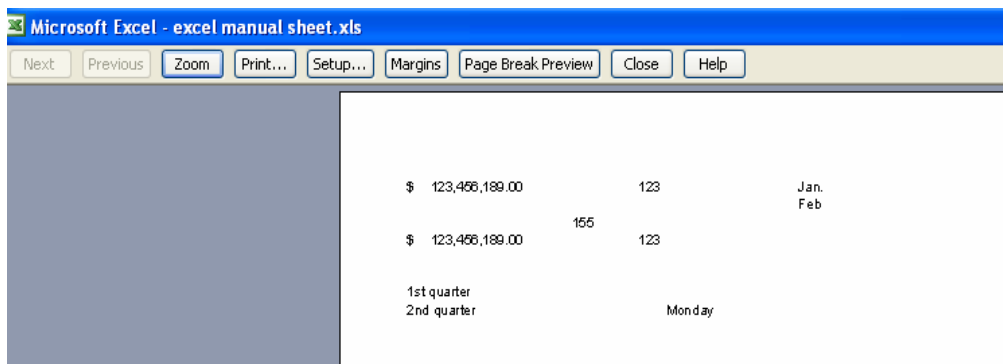 Microsoft Excel - excel manual sheet.xls
Next Previous Zoom Print... Setup... Margins Page Break Preview Close Help
$ 123,456,189.00 123 Jan.
Feb
155
$ 123,456,189.00 123
1st quarter
2nd quarter Monday